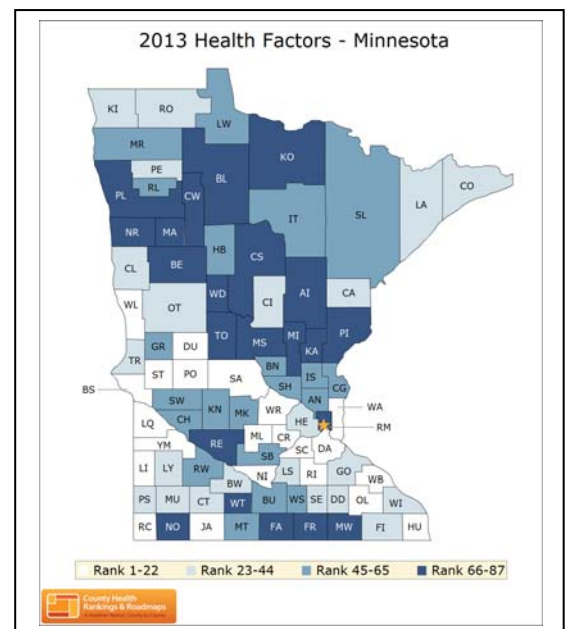 2013 Health Factors - Minnesota
KI RO LW
MR KO
PE
PL RL BL CO
CW IT SL LA
NR MA HB
CS
CL BE
WD CI AI CA
WL OT
TO MS MI KA PI
GR DU
TR BN
ST PO SA IS
BS SH CG
SW AN WA
KN MK WR
CH HE RM
LQ ML CR
RE DA
YM SB SC
LI LY RW NI LS RI GO
BW WB
PS MU CT WT BU WS SE DD OL WI
RC NO JA MT FA FR MW FI HU
Rank 1-22 Rank 23-44 Rank 45-65 Rank 66-87
County Health
Rankings & Roadmaps